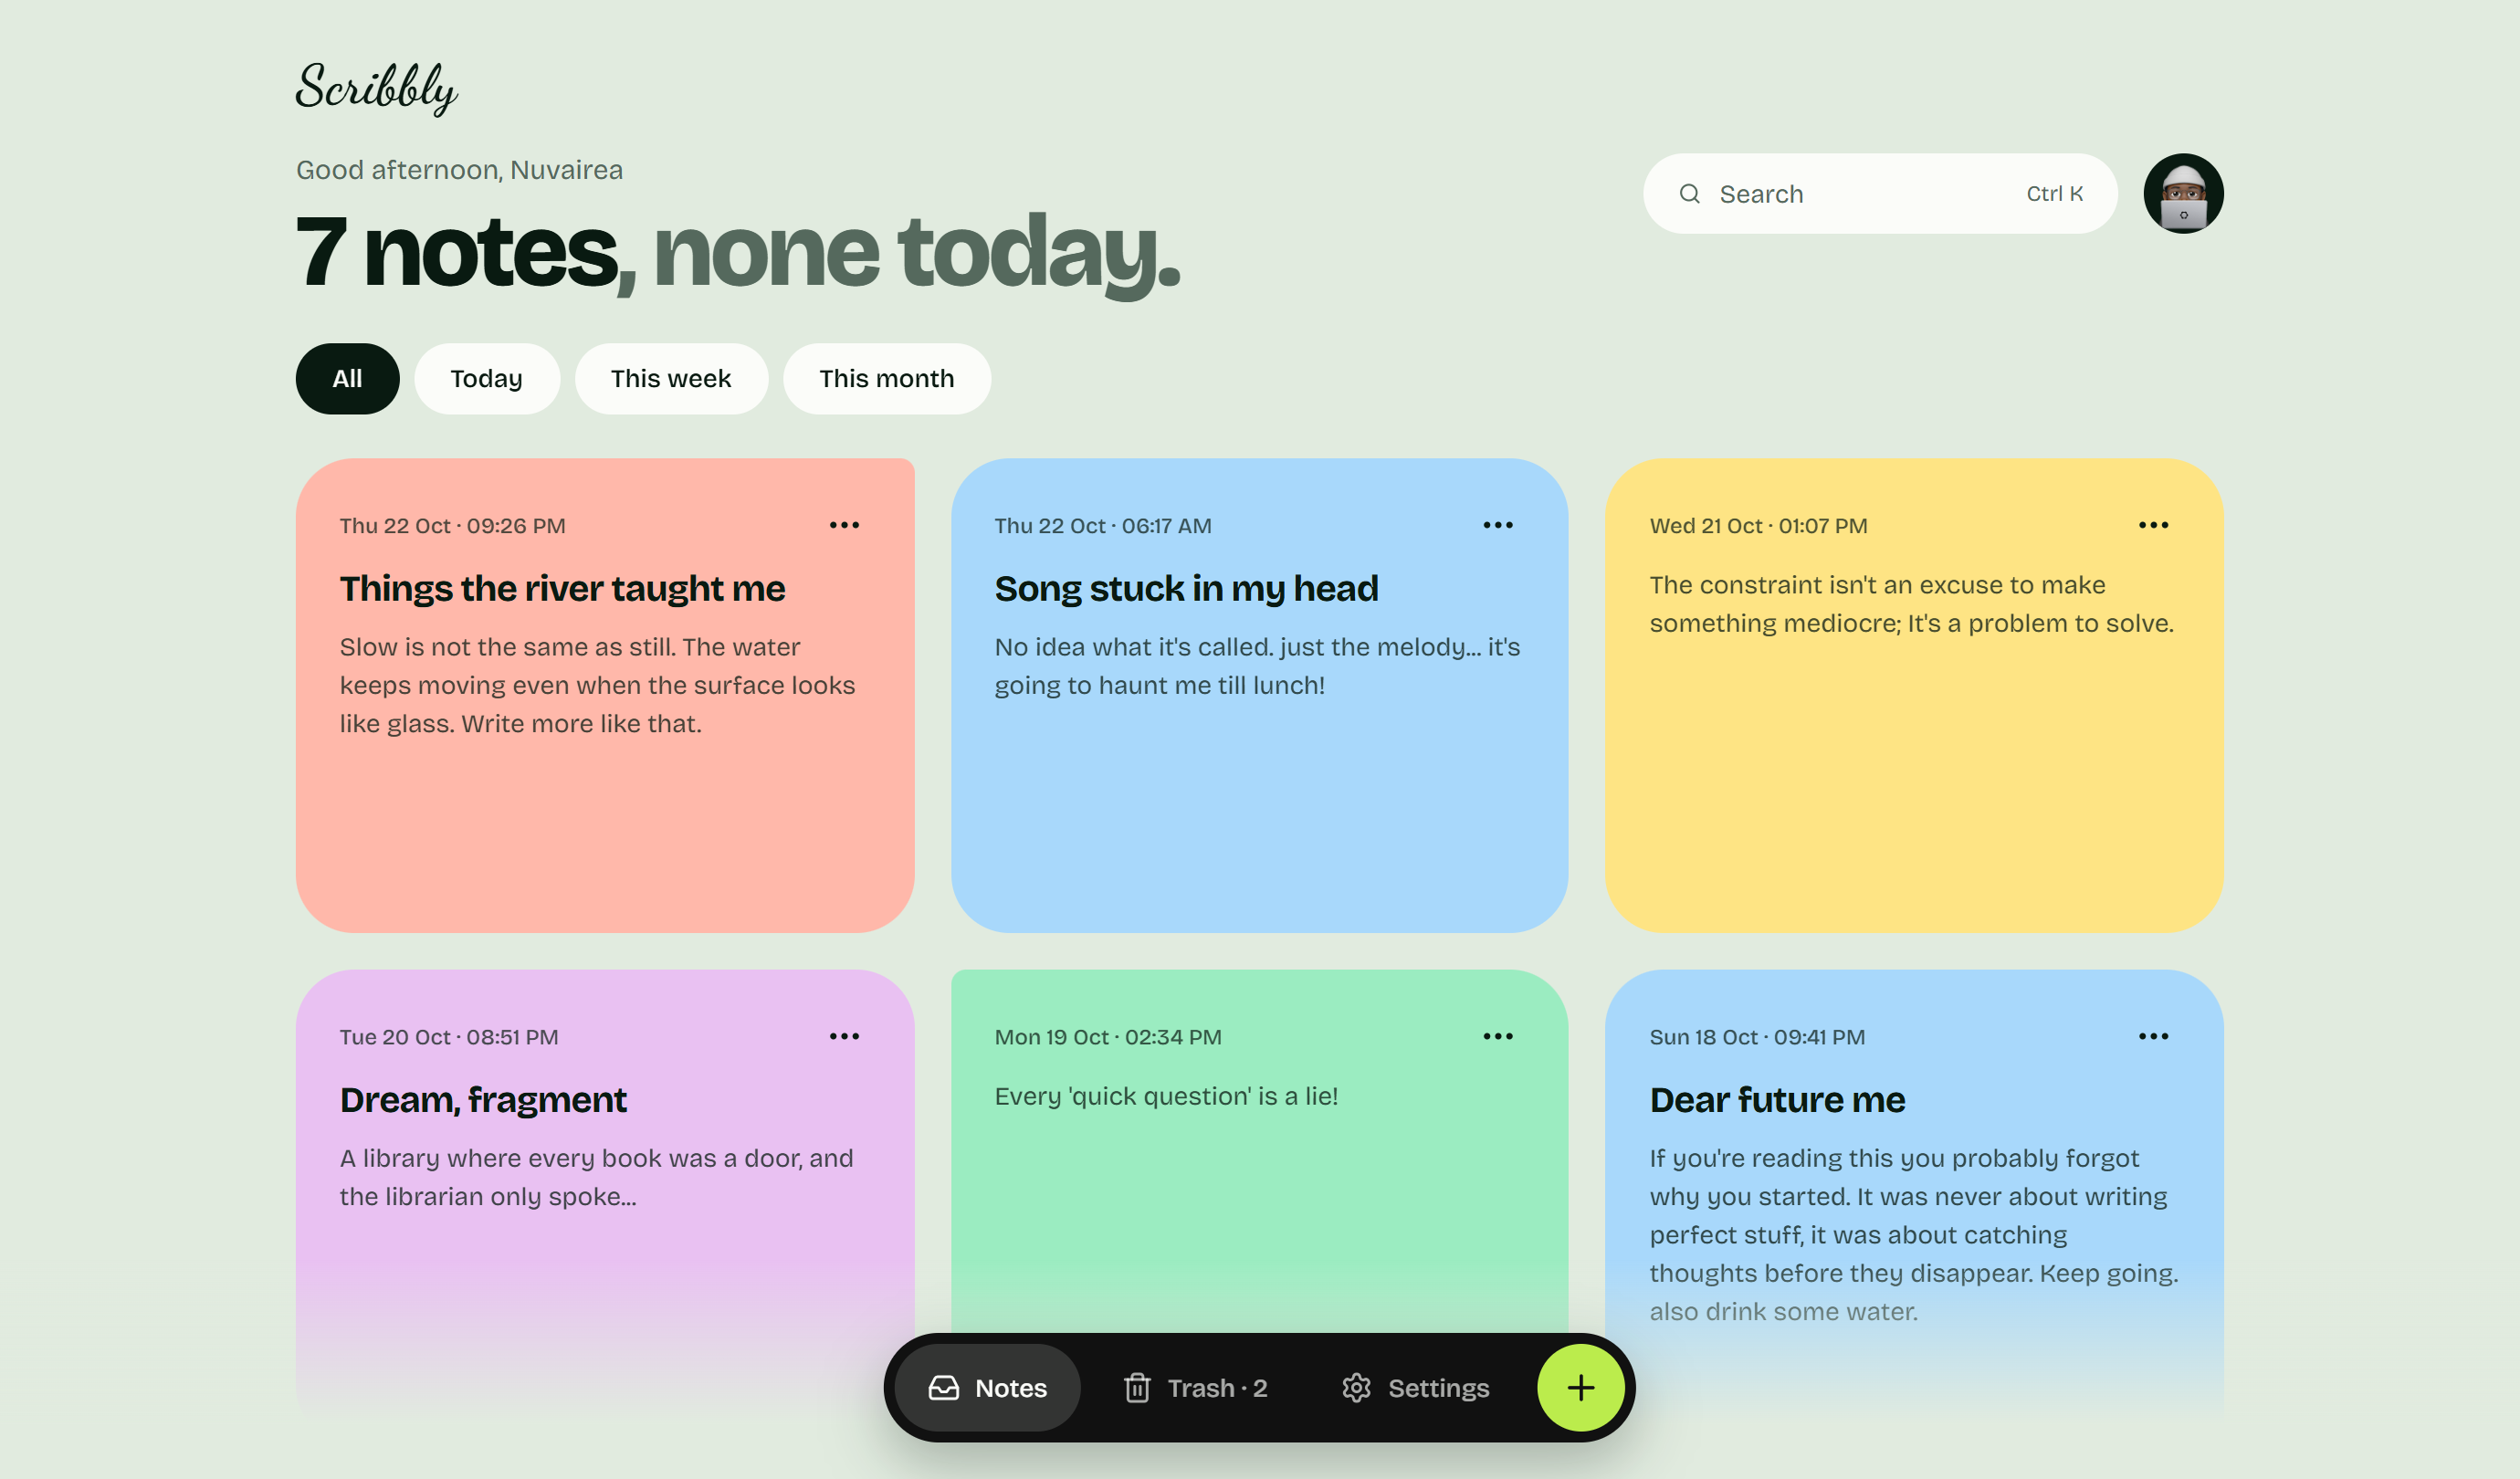 Scribbly
Good afternoon, Nuvairea
7 notes, none today.
Search
Ctrl K
All
Today
This week
This month
Thu 22 Oct · 09:26 PM
Things the river taught me
Slow is not the same as still. The water
keeps moving even when the surface looks
like glass. Write more like that.
Thu 22 Oct · 06:17 AM
Song stuck in my head
No idea what it's called. just the melody... it's
going to haunt me till lunch!
Wed 21 Oct · 01:07 PM
The constraint isn't an excuse to make
something mediocre; It's a problem to solve.
Tue 20 Oct · 08:51 PM
Dream, fragment
A library where every book was a door, and
the librarian only spoke...
Mon 19 Oct · 02:34 PM
Every 'quick question' is a lie!
Sun 18 Oct · 09:41 PM
Dear future me
If you're reading this you probably forgot
why you started. It was never about writing
perfect stuff, it was about catching
thoughts before they disappear. Keep going.
also drink some water.
Notes
Trash · 2
Settings